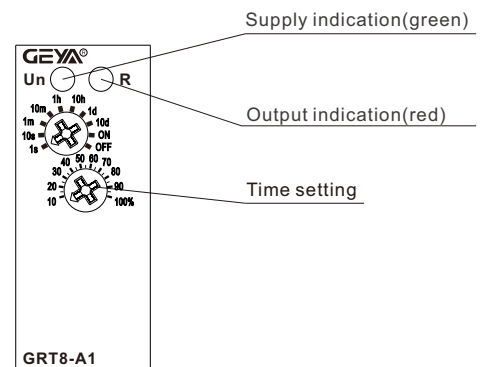 Supply indication(green)
GEYA®
Un R
1h 10h
10m 1d
1m 10d
10s ON
1s OFF
Output indication(red)
50 60
40 70
30 80
20 90
10 100%
Time setting
GRT8-A1